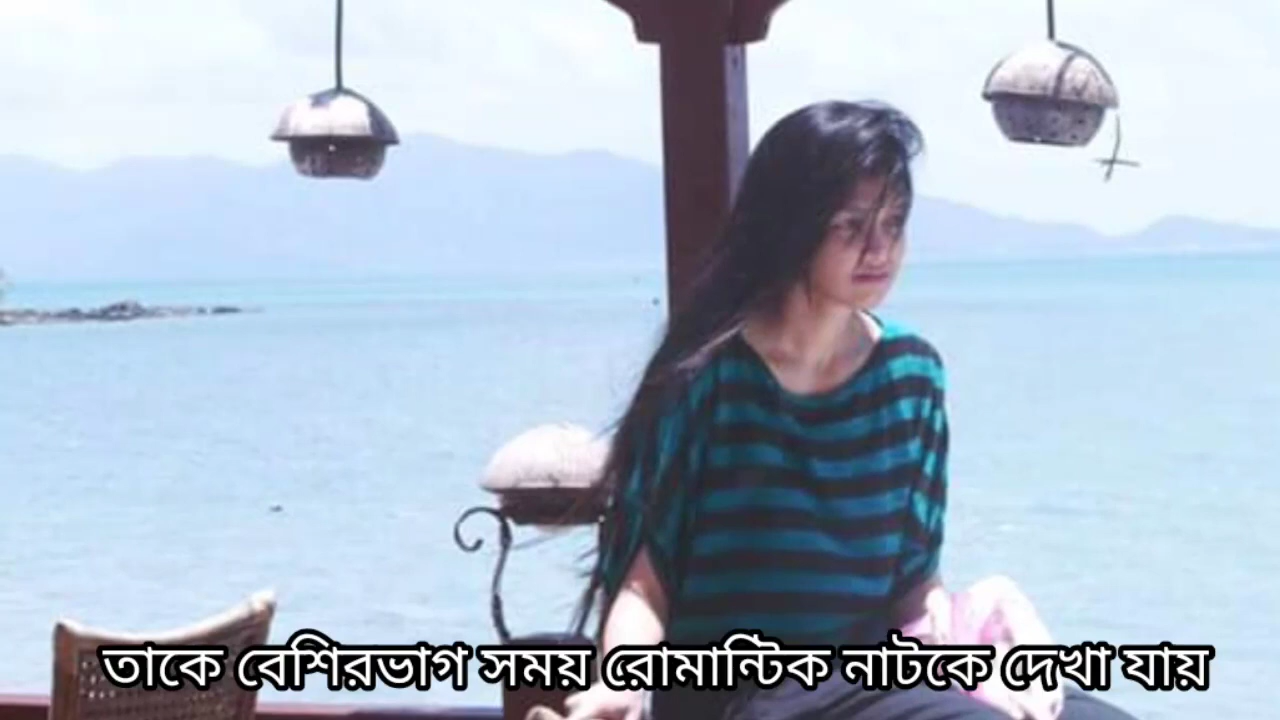 তাকে বেশিরভাগ সময় রোমান্টিক নাটকে দেখা যায়